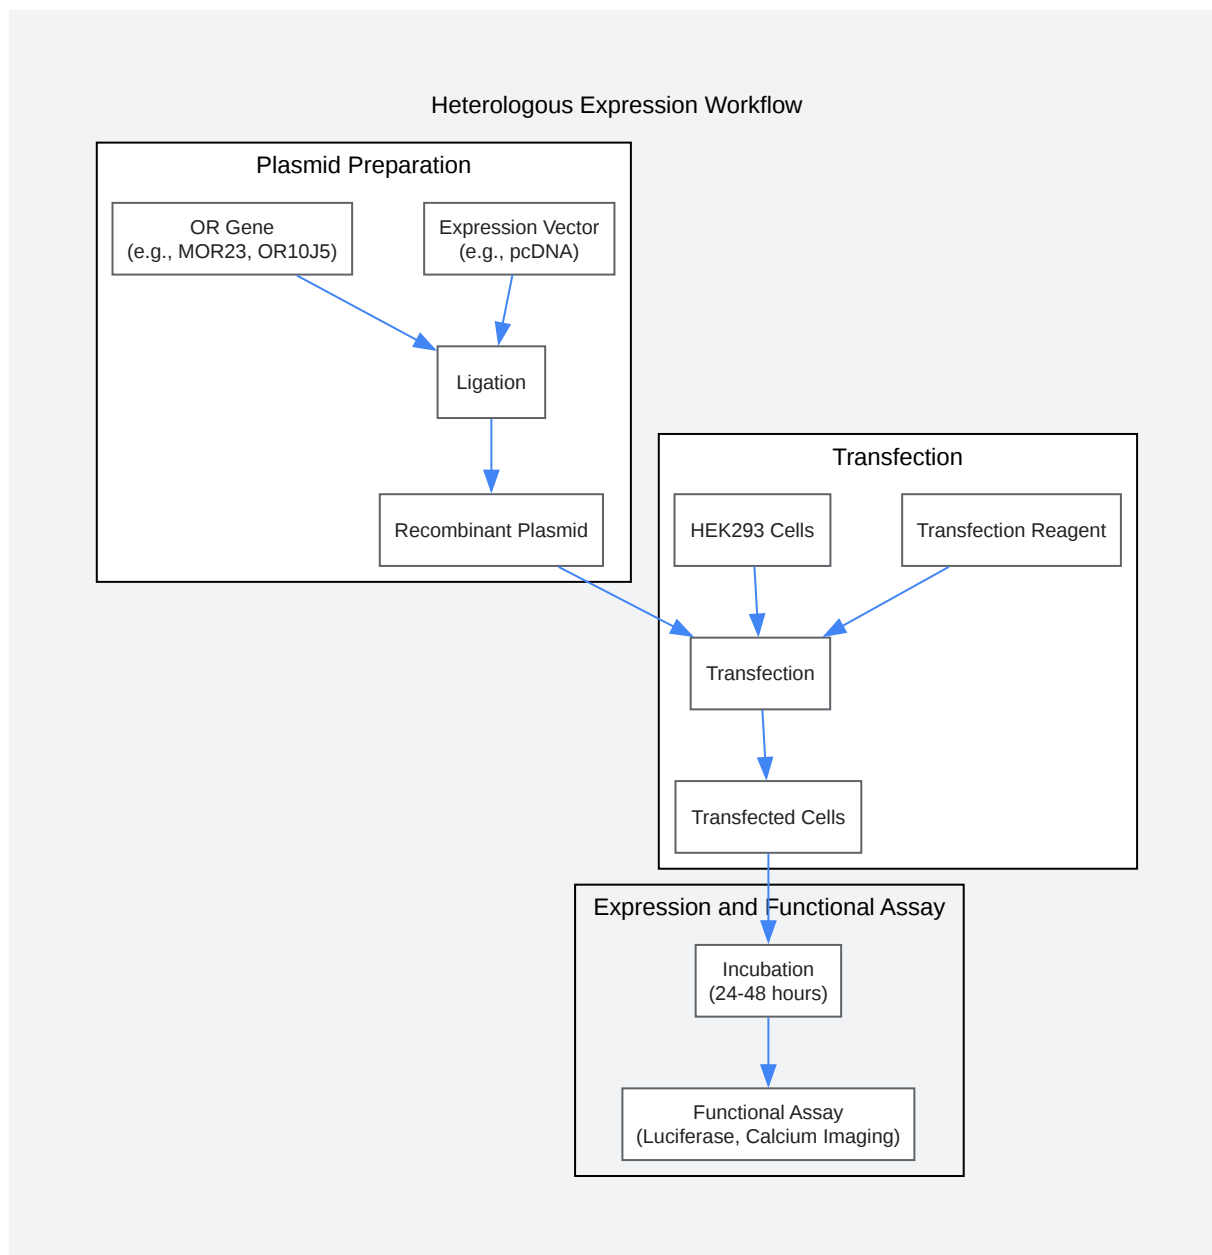 Heterologous Expression Workflow
Plasmid Preparation
OR Gene
(e.g., MOR23, OR10J5)
Expression Vector
(e.g., pcDNA)
Ligation
Recombinant Plasmid
Transfection
HEK293 Cells
Transfection Reagent
Transfection
Transfected Cells
Expression and Functional Assay
Incubation
(24-48 hours)
Functional Assay
(Luciferase, Calcium Imaging)